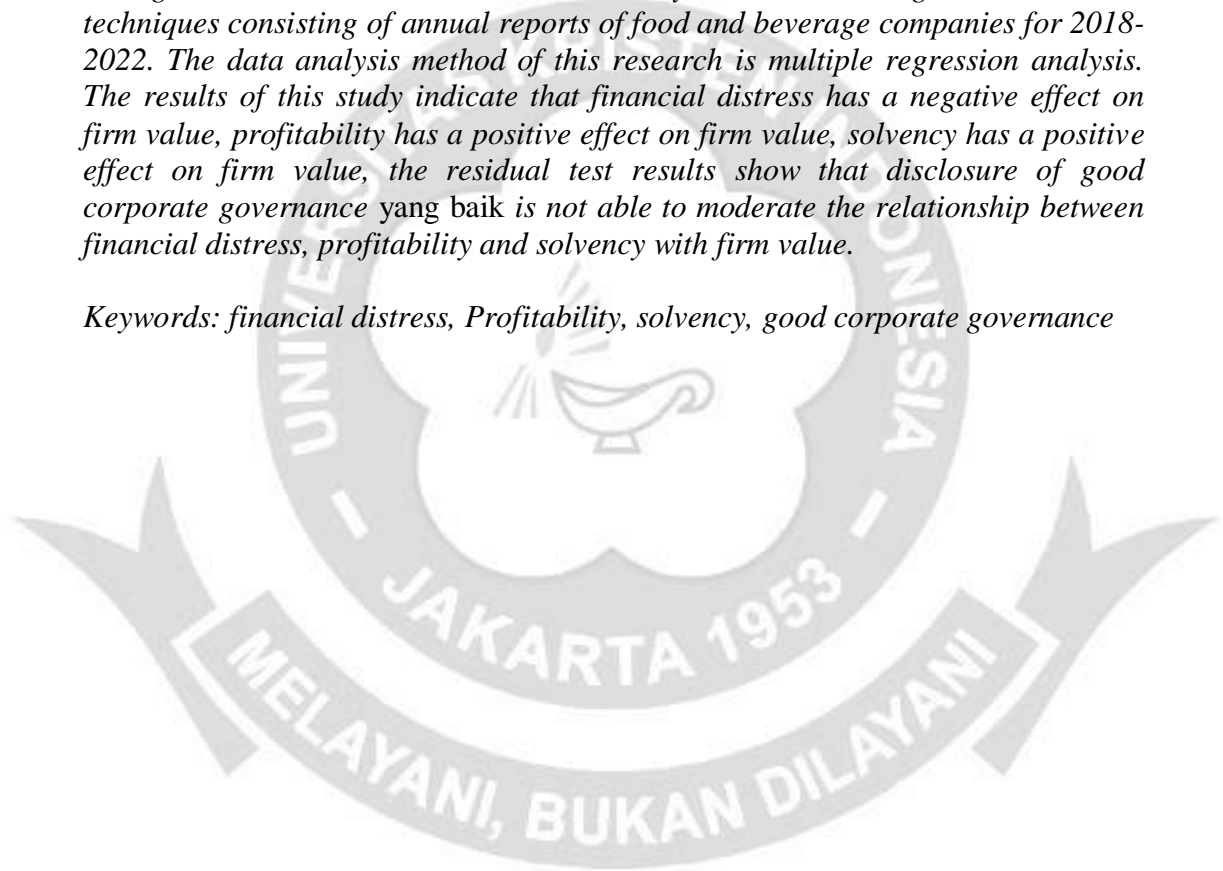 techniques consisting of annual reports of food and beverage companies for 2018-
2022. The data analysis method of this research is multiple regression analysis.
The results of this study indicate that financial distress has a negative effect on
firm value, profitability has a positive effect on firm value, solvency has a positive
effect on firm value, the residual test results show that disclosure of good
corporate governance yang baik is not able to moderate the relationship between
financial distress, profitability and solvency with firm value.
Keywords: financial distress, Profitability, solvency, good corporate governance
UNIVERSITAS KRISTEN INDONESIA
- JAKARTA 1953 -
MELAYANI, BUKAN DILAYANI